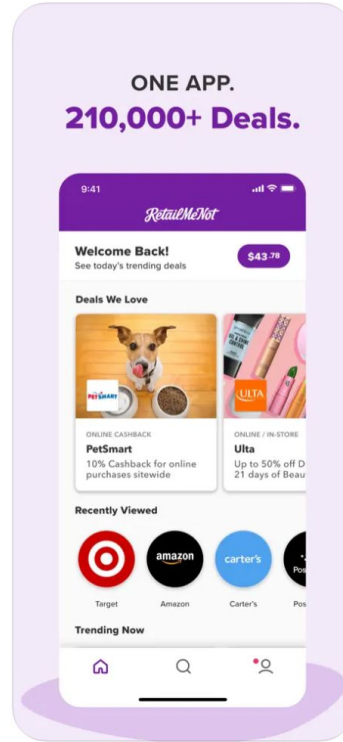 ONE APP.
210,000+ Deals.
9:41
RetailMeNot
Welcome Back!
See today's trending deals
$43.78
Deals We Love
PETSMART
ULTA
ONLINE CASHBACK
PetSmart
10% Cashback for online
purchases sitewide
ONLINE / IN-STORE
Ulta
Up to 50% off D
21 days of Beau
Recently Viewed
amazon
carter's
Pos
Target
Amazon
Carter's
Pos
Trending Now